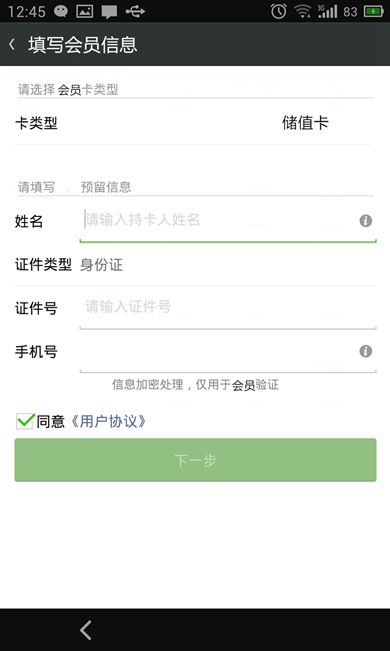 12:45 3G 83
填写会员信息
请选择 会员卡类型
卡类型 储值卡
请填写 预留信息
姓名 请输入持卡人姓名
证件类型 身份证
证件号 请输入证件号
手机号
信息加密处理，仅用于会员验证
同意《用户协议》
下一步